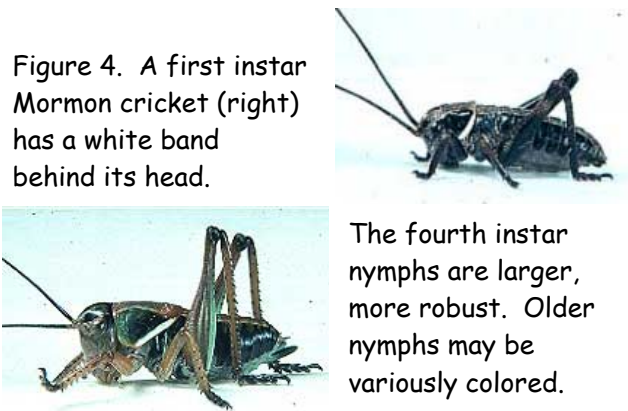 Figure 4.  A first instar
Mormon cricket (right)
has a white band
behind its head.
The fourth instar
nymphs are larger,
more robust.  Older
nymphs may be
variously colored.